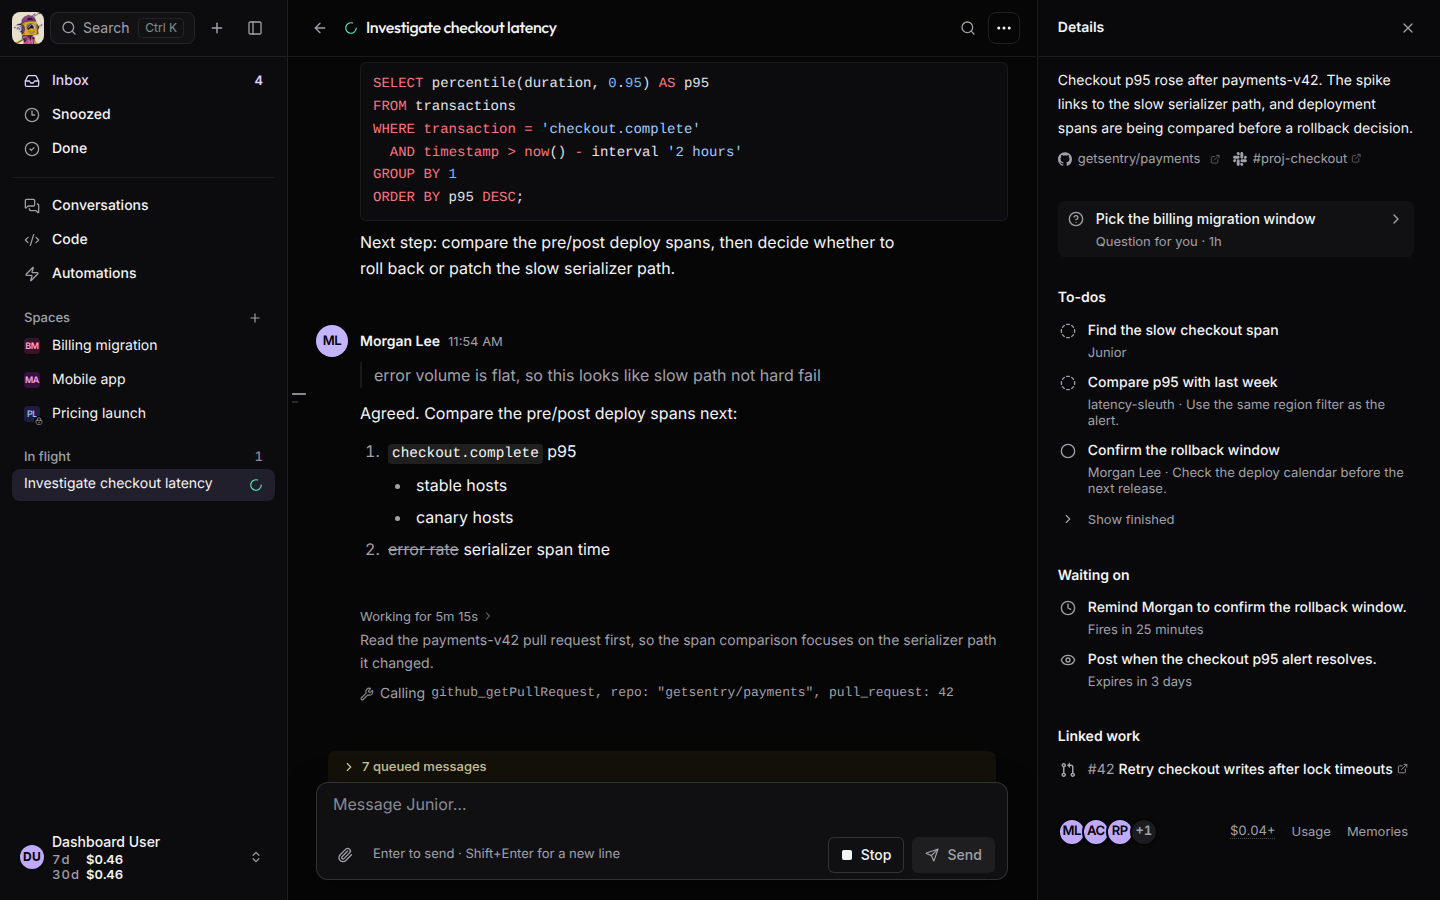 Search Ctrl K
Inbox 4
Snoozed
Done
Conversations
Code
Automations
Spaces
BM Billing migration
MA Mobile app
PL Pricing launch
In flight 1
Investigate checkout latency
DU Dashboard User
7d $0.46
30d $0.46
Investigate checkout latency
SELECT percentile(duration, 0.95) AS p95
FROM transactions
WHERE transaction = 'checkout.complete'
AND timestamp > now() - interval '2 hours'
GROUP BY 1
ORDER BY p95 DESC;
Next step: compare the pre/post deploy spans, then decide whether to
roll back or patch the slow serializer path.
ML Morgan Lee 11:54 AM
error volume is flat, so this looks like slow path not hard fail
Agreed. Compare the pre/post deploy spans next:
1. checkout.complete p95
• stable hosts
• canary hosts
2. error rate serializer span time
Working for 5m 15s
Read the payments-v42 pull request first, so the span comparison focuses on the serializer path
it changed.
Calling github_getPullRequest, repo: "getsentry/payments", pull_request: 42
7 queued messages
Message Junior...
Enter to send · Shift+Enter for a new line
Stop
Send
Details
Checkout p95 rose after payments-v42. The spike
links to the slow serializer path, and deployment
spans are being compared before a rollback decision.
getsentry/payments #proj-checkout
Pick the billing migration window
Question for you · 1h
To-dos
Find the slow checkout span
Junior
Compare p95 with last week
latency-sleuth · Use the same region filter as the
alert.
Confirm the rollback window
Morgan Lee · Check the deploy calendar before the
next release.
Show finished
Waiting on
Remind Morgan to confirm the rollback window.
Fires in 25 minutes
Post when the checkout p95 alert resolves.
Expires in 3 days
Linked work
#42 Retry checkout writes after lock timeouts
ML AC RP +1 $0.04+ Usage Memories